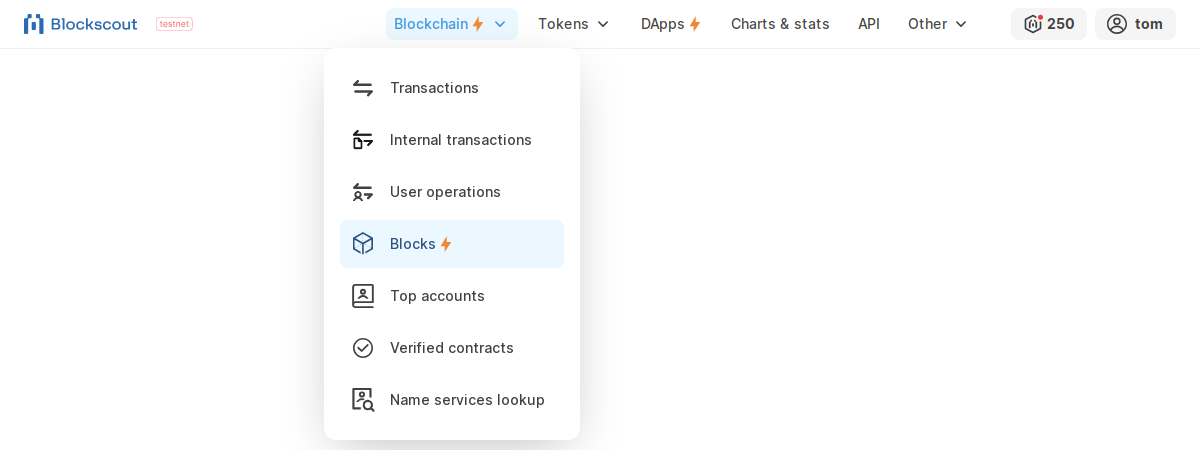 Blockscout testnet Blockchain Tokens DApps Charts & stats API Other 250 tom
Transactions
Internal transactions
User operations
Blocks
Top accounts
Verified contracts
Name services lookup